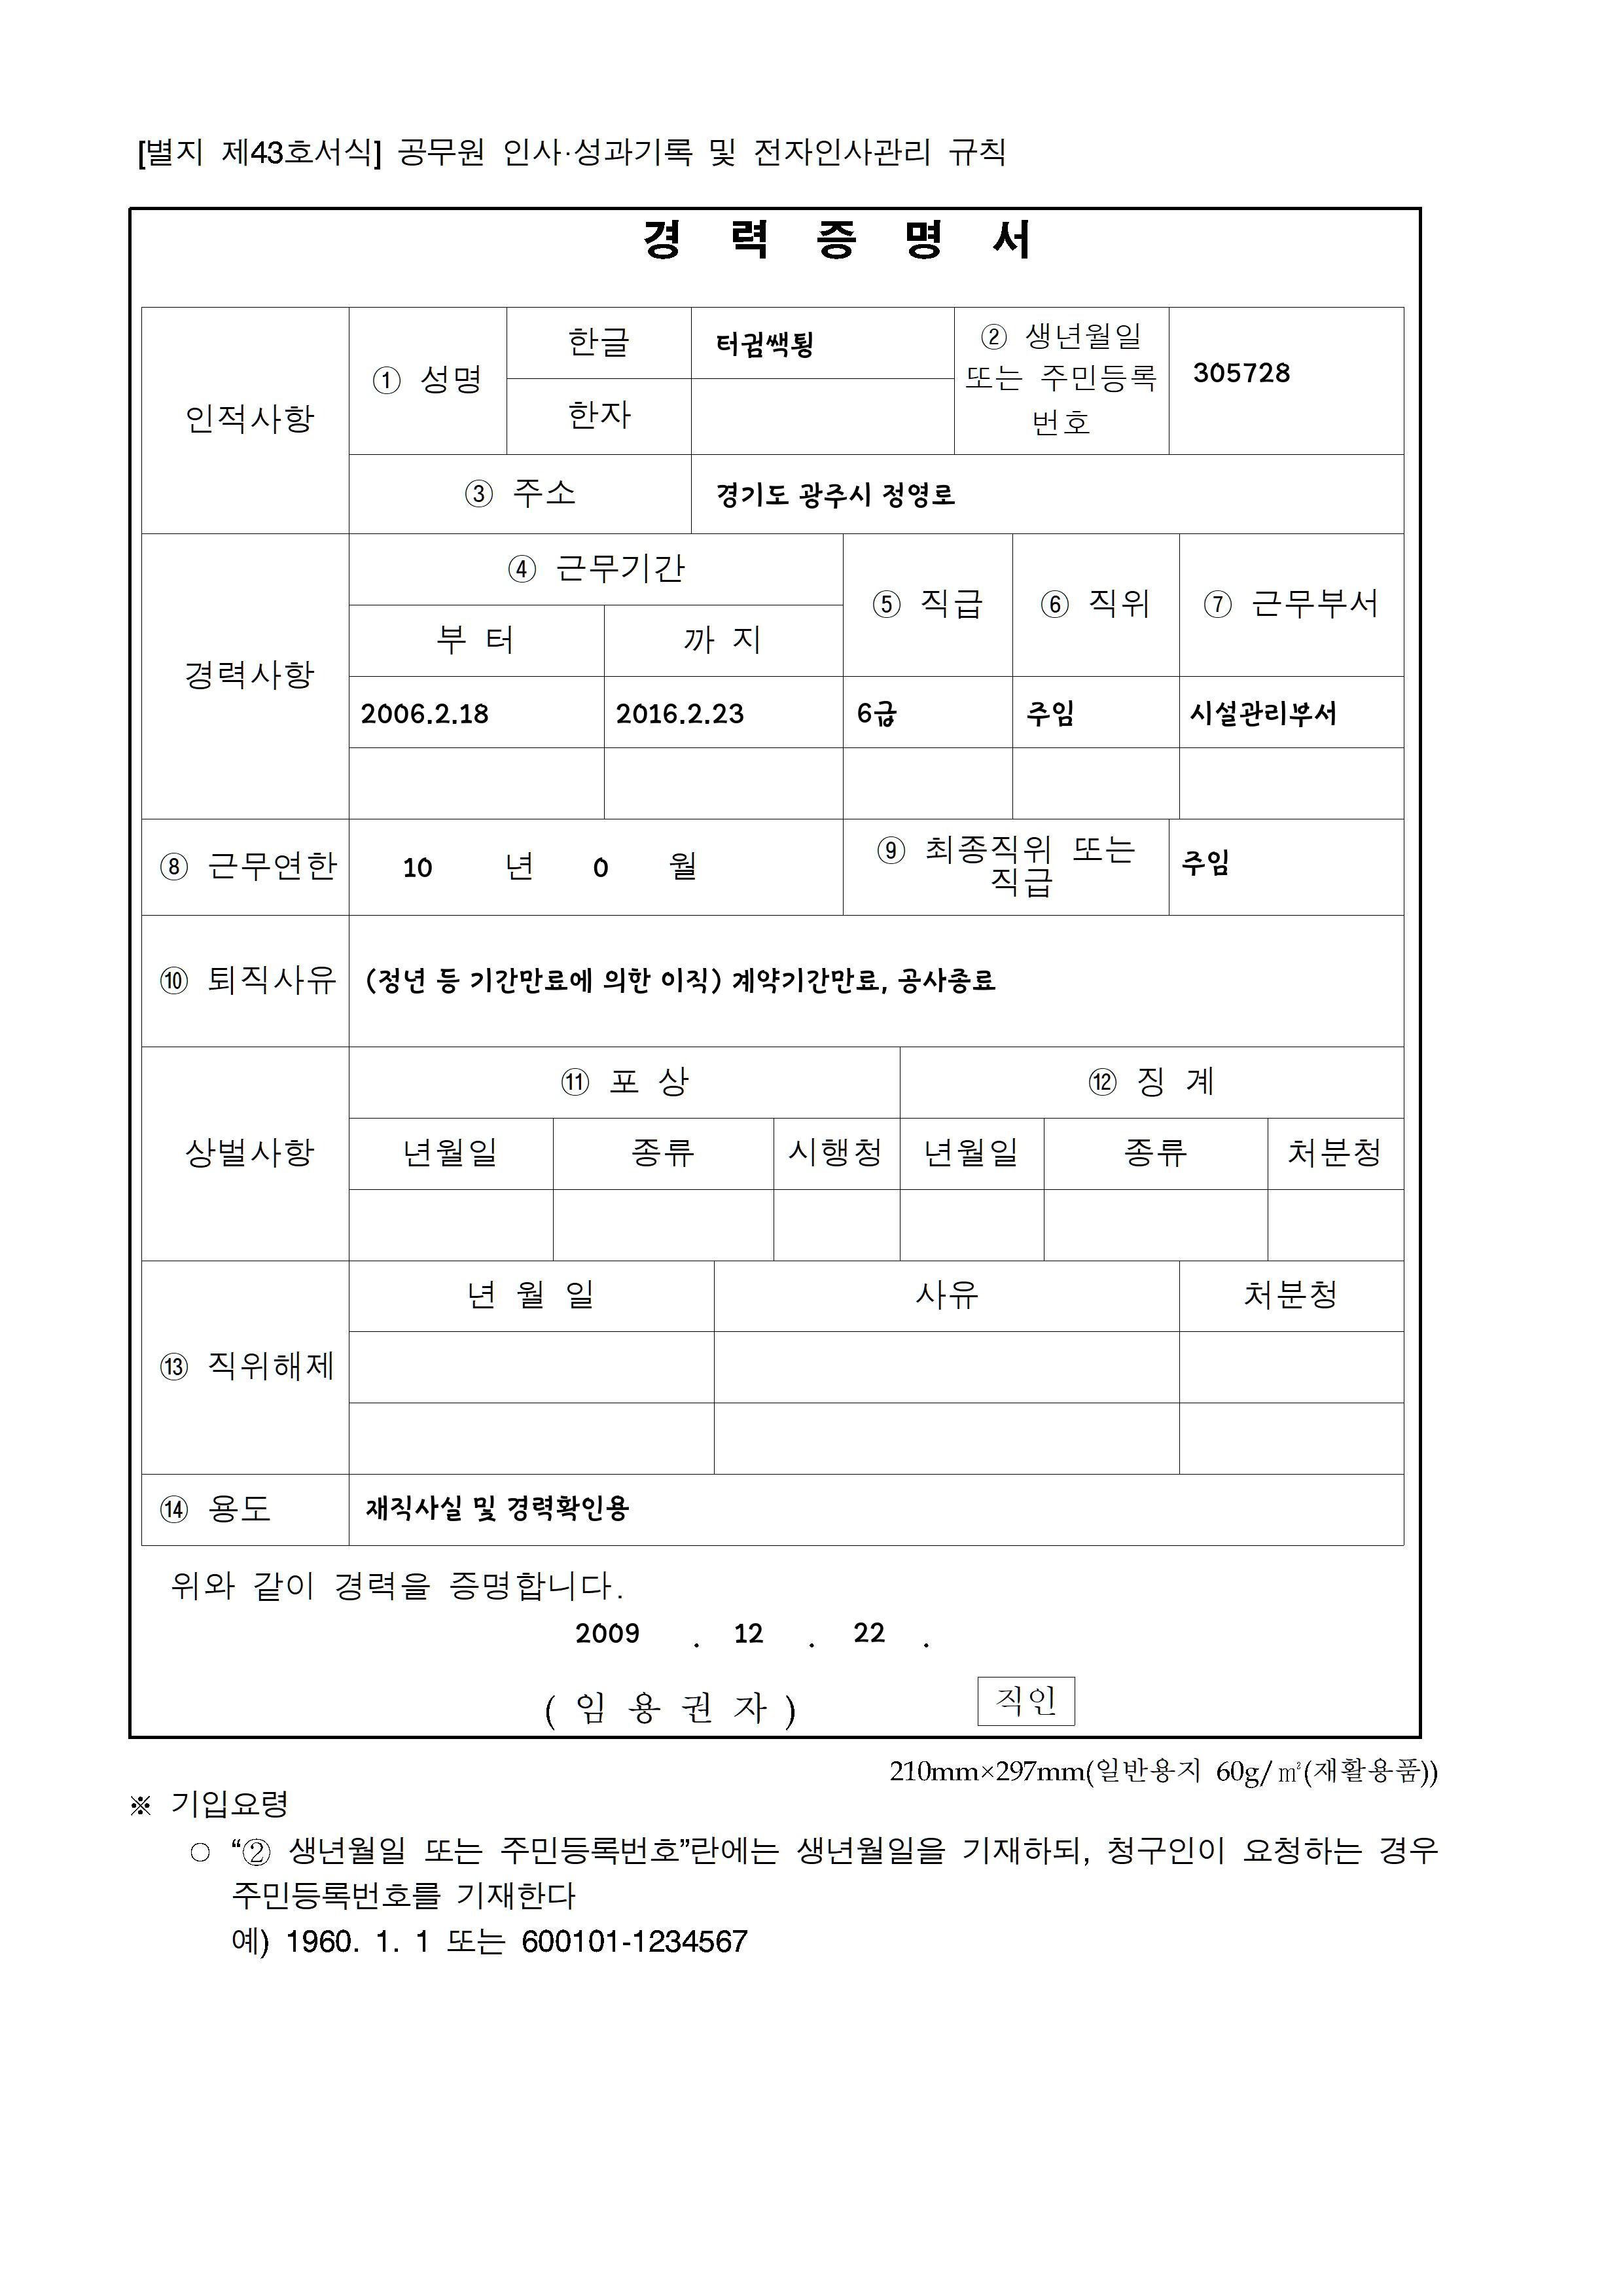 [별지 제43호서식] 공무원 인사·성과기록 및 전자인사관리 규칙
경 력 증 명 서
인적사항
① 성명
한글
터귐쌕튕
한자
② 생년월일
또는 주민등록
번호
305728
③ 주소
경기도 광주시 정영로
경력사항
④ 근무기간
부 터
까 지
⑤ 직급
⑥ 직위
⑦ 근무부서
2006.2.18
2016.2.23
6급
주임
시설관리부서
⑧ 근무연한
10 년 0 월
⑨ 최종직위 또는
직급
주임
⑩ 퇴직사유
(정년 등 기간만료에 의한 이직) 계약기간만료, 공사종료
상벌사항
⑪ 포 상
⑫ 징 계
년월일 종류 시행청 년월일 종류 처분청
⑬ 직위해제
년 월 일
사유
처분청
⑭ 용도
재직사실 및 경력확인용
위와 같이 경력을 증명합니다.
2009 . 12 . 22 .
( 임 용 권 자 )
직인
210mm×297mm(일반용지 60g/㎡(재활용품))
※ 기입요령
○ “② 생년월일 또는 주민등록번호”란에는 생년월일을 기재하되, 청구인이 요청하는 경우
주민등록번호를 기재한다
예) 1960. 1. 1 또는 600101-1234567